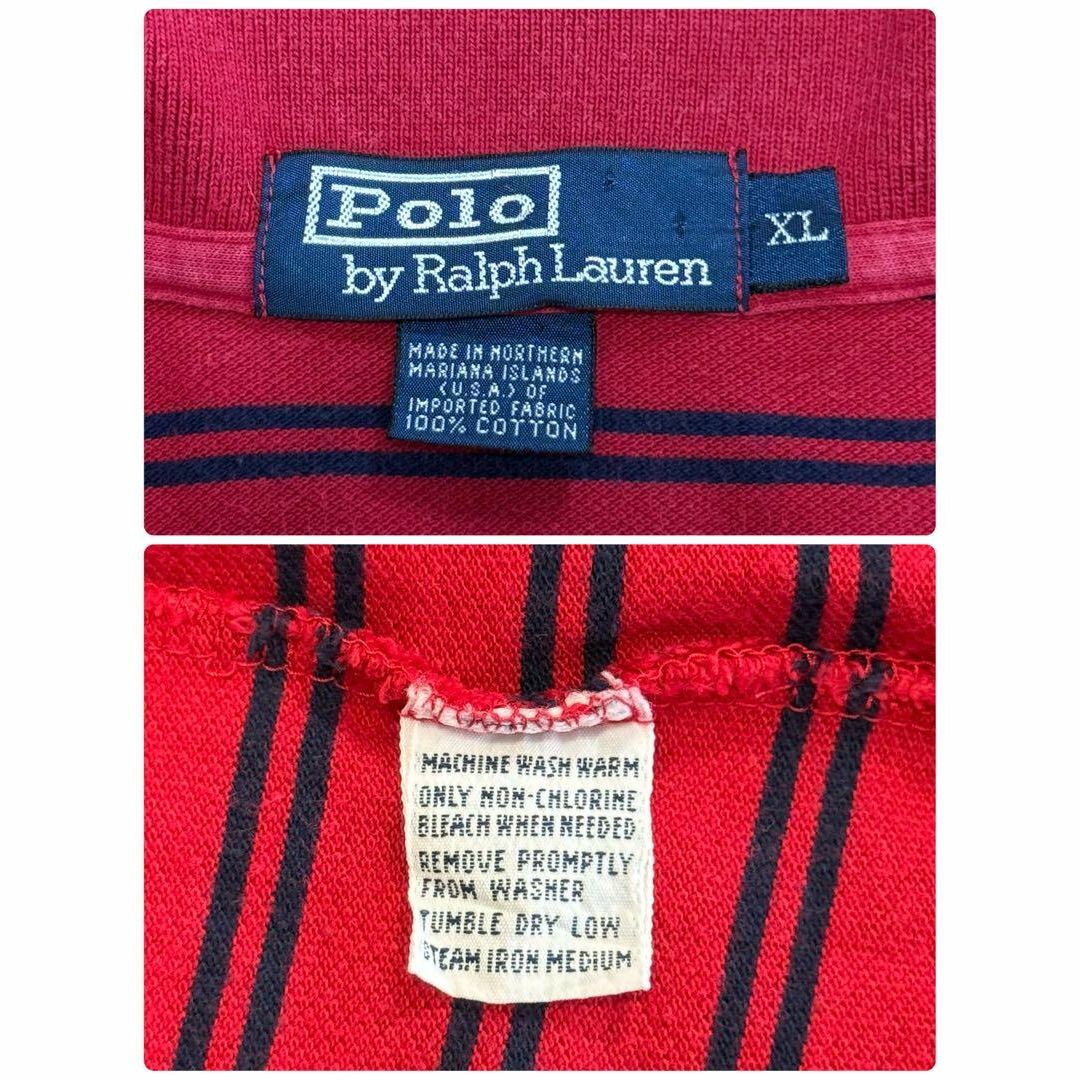 Polo
by Ralph Lauren
XL
MADE IN NORTHERN
MARIANA ISLANDS
(U.S.A.) OF
IMPORTED FABRIC
100% COTTON
MACHINE WASH WARM
ONLY NON-CHLORINE
BLEACH WHEN NEEDED
REMOVE PROMPTLY
FROM WASHER
TUMBLE DRY LOW
STEAM IRON MEDIUM